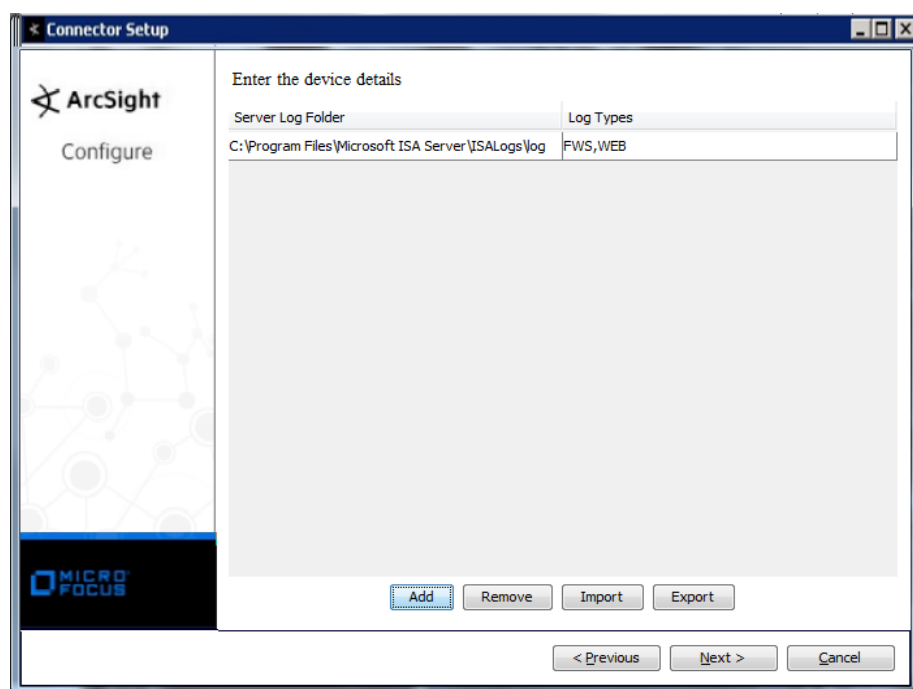 Connector Setup
ArcSight
Configure
Enter the device details
Server Log Folder Log Types
C:\Program Files\Microsoft ISA Server\ISALogs\log FWS,WEB
Add Remove Import Export
MICRO
FOCUS
< Previous Next > Cancel